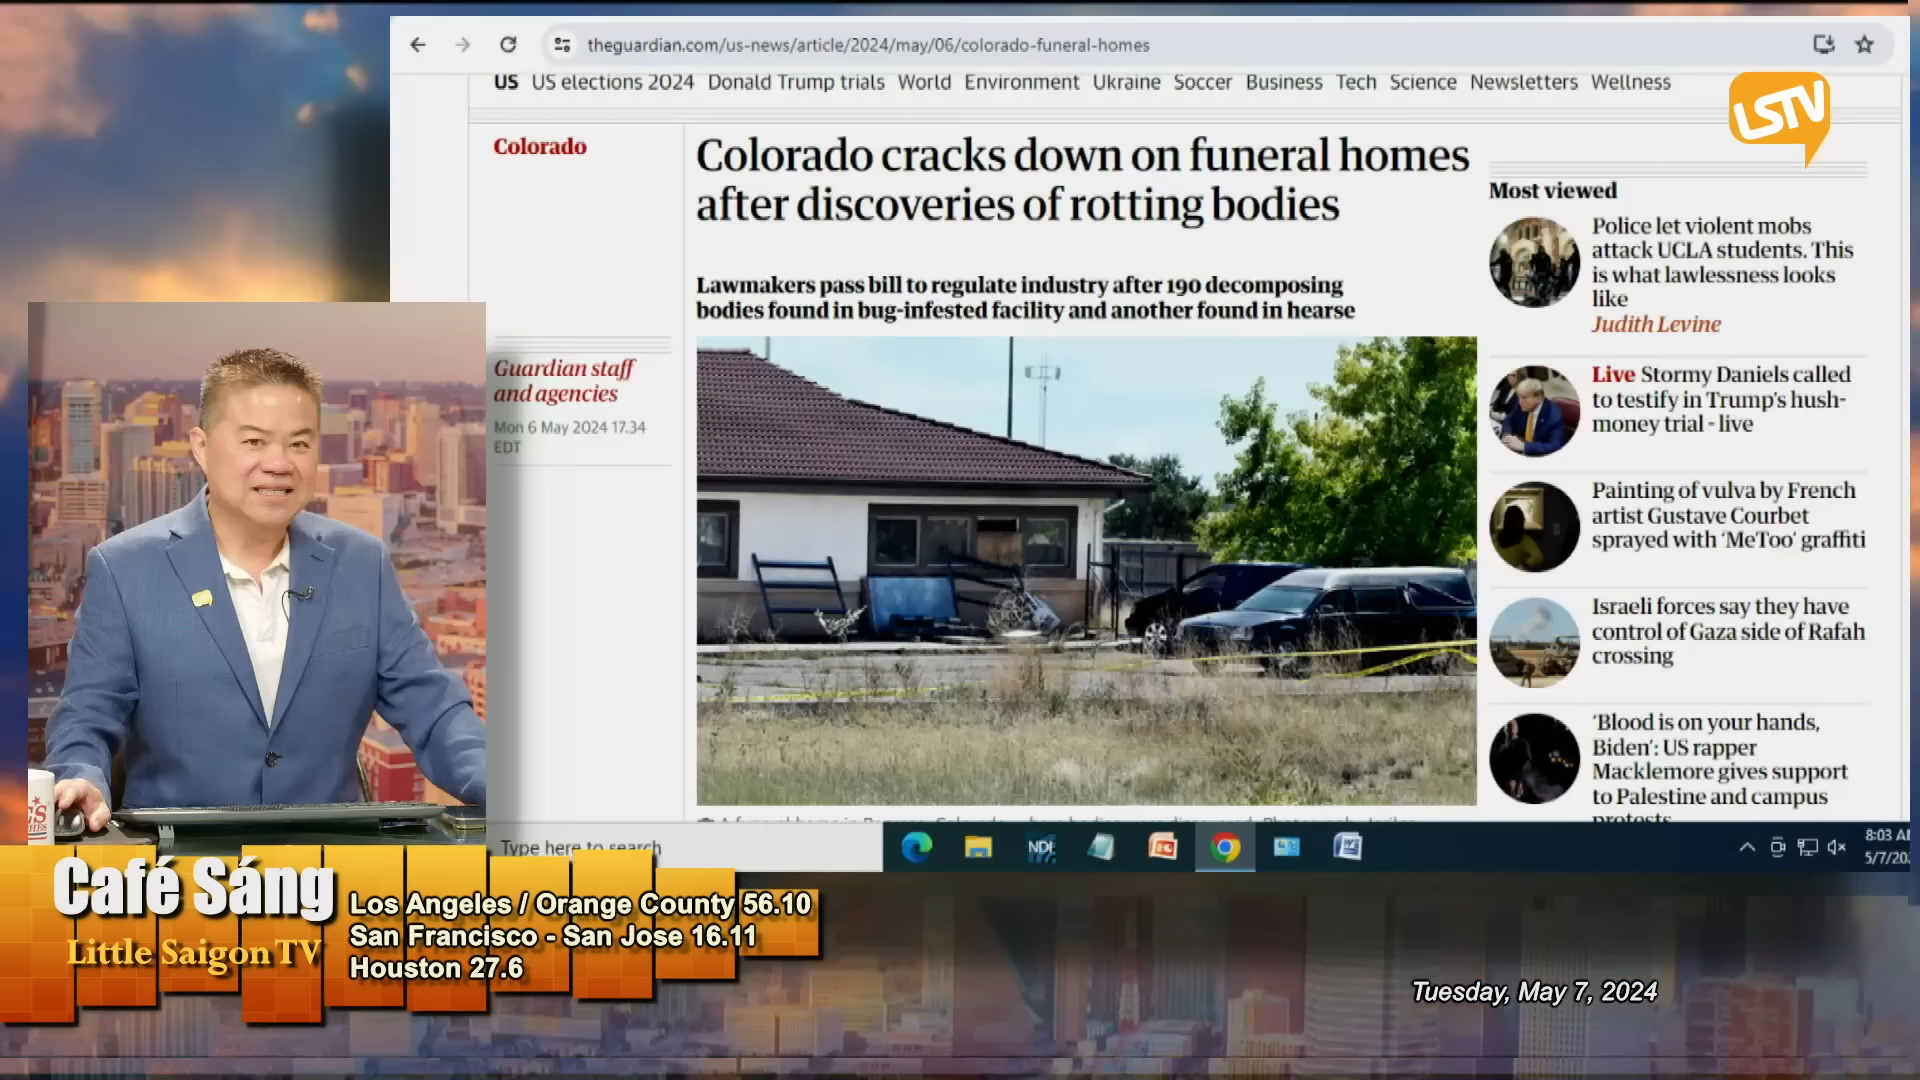 theguardian.com/us-news/article/2024/may/06/colorado-funeral-homes
US US elections 2024 Donald Trump trials World Environment Ukraine Soccer Business Tech Science Newsletters Wellness
LSTV
Colorado
Colorado cracks down on funeral homes
after discoveries of rotting bodies
Lawmakers pass bill to regulate industry after 190 decomposing
bodies found in bug-infested facility and another found in hearse
Guardian staff
and agencies
Mon 6 May 2024 17.34
EDT
Most viewed
Police let violent mobs
attack UCLA students. This
is what lawlessness looks
like
Judith Levine
Live Stormy Daniels called
to testify in Trump's hush-
money trial - live
Painting of vulva by French
artist Gustave Courbet
sprayed with 'MeToo' graffiti
Israeli forces say they have
control of Gaza side of Rafah
crossing
'Blood is on your hands,
Biden': US rapper
Macklemore gives support
to Palestine and campus
protests
Type here to search
NDI
8:03 AM
5/7/202
Café Sáng
Little Saigon TV
Los Angeles / Orange County 56.10
San Francisco - San Jose 16.11
Houston 27.6
Tuesday, May 7, 2024